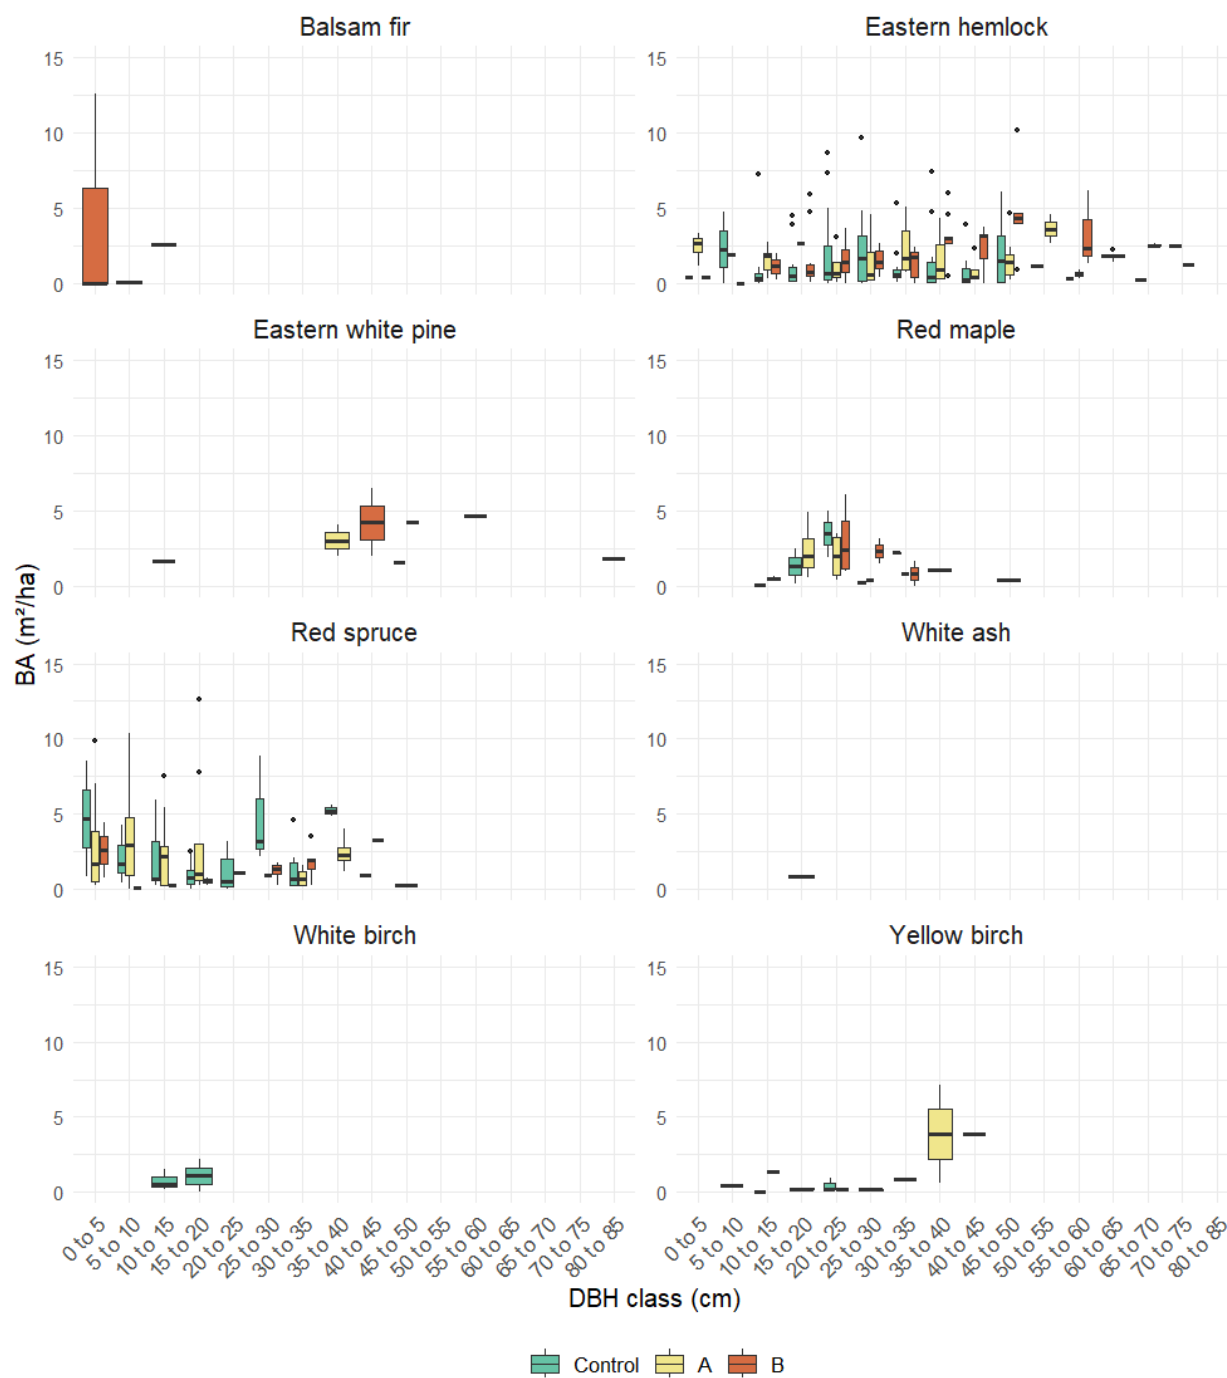 Balsam fir Eastern hemlock
15 15
10 10
5 5
0 0
Eastern white pine Red maple
15 15
10 10
5 5
0 0
BA (m²/ha)
Red spruce White ash
15 15
10 10
5 5
0 0
White birch Yellow birch
15 15
10 10
5 5
0 0
0 to 5 5 to 10 10 to 15 15 to 20 20 to 25 25 to 30 30 to 35 35 to 40 40 to 45 45 to 50 50 to 55 55 to 60 60 to 65 65 to 70 70 to 75 80 to 85
0 to 5 5 to 10 10 to 15 15 to 20 20 to 25 25 to 30 30 to 35 35 to 40 40 to 45 45 to 50 50 to 55 55 to 60 60 to 65 65 to 70 70 to 75 80 to 85
DBH class (cm)
Control A B